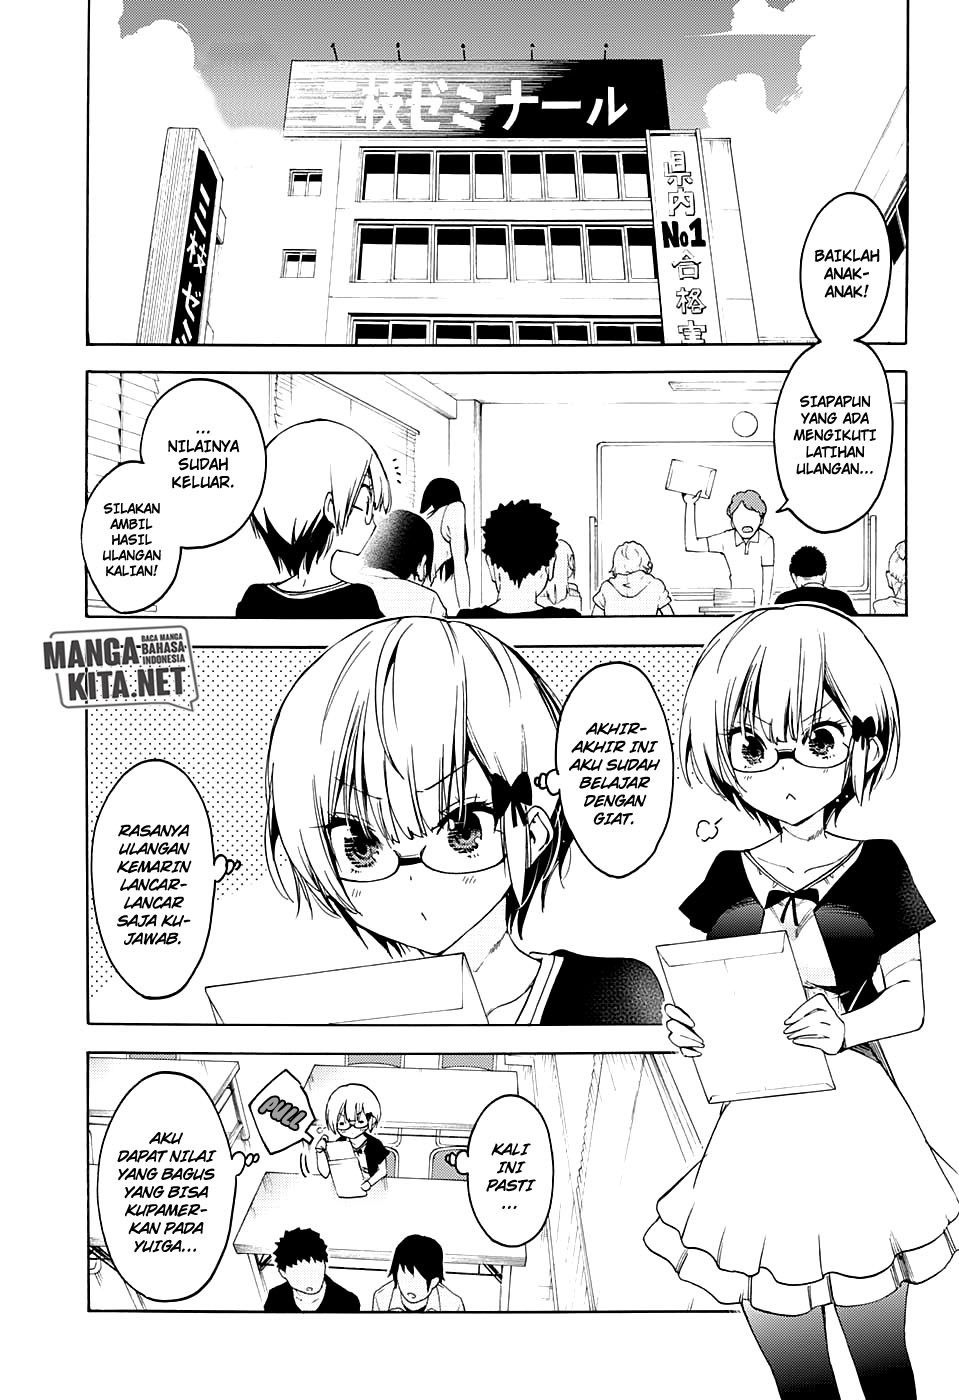 二枝ゼミナール
県内
No1
合格実
BAIKLAH
ANAK-
ANAK!
SIAPAPUN
YANG ADA
MENGIKUTI
LATIHAN
ULANGAN...
...
NILAINYA
SUDAH
KELUAR.
SILAKAN
AMBIL
HASIL
ULANGAN
KALIAN!
MANGA
KITA.NET
BACA MANGA
BAHASA
INDONESIA
AKHIR-
AKHIR INI
AKU SUDAH
BELAJAR
DENGAN
GIAT.
RASANYA
ULANGAN
KEMARIN
LANCAR-
LANCAR
SAJA KU-
JAWAB.
KALI
INI
PASTI
...
PULL
AKU
DAPAT NILAI
YANG BAGUS
YANG BISA
KUPAMER-
KAN PADA
YUIGA...